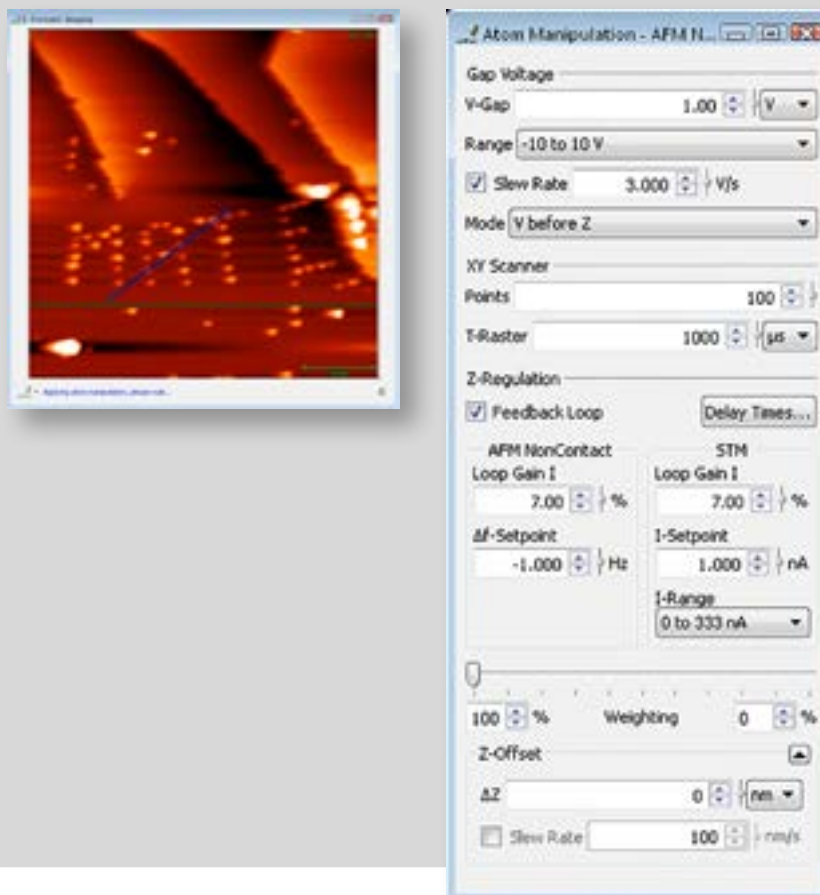 Atom Manipulation - AFM N...
Gap Voltage
V-Gap 1.00 V
Range -10 to 10 V
Slew Rate 3.000 V/s
Mode V before Z
XY Scanner
Points 100
T-Raster 1000 µs
Z-Regulation
Feedback Loop Delay Times...
AFM NonContact STM
Loop Gain I Loop Gain I
7.00 % 7.00 %
Δf-Setpoint I-Setpoint
-1.000 Hz 1.000 nA
I-Range
0 to 333 nA
100 % Weighting 0 %
Z-Offset
ΔZ 0 nm
Slew Rate 100 nm/s